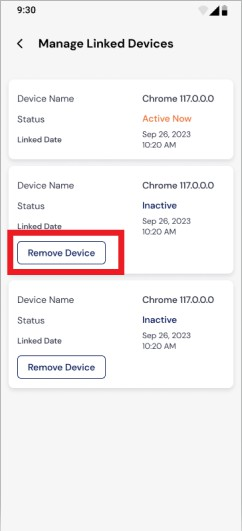 9:30
Manage Linked Devices
Device Name Chrome 117.0.0.0
Status Active Now
Linked Date Sep 26, 2023
10:20 AM
Device Name Chrome 117.0.0.0
Status Inactive
Linked Date Sep 26, 2023
10:20 AM
Remove Device
Device Name Chrome 117.0.0.0
Status Inactive
Linked Date Sep 26, 2023
10:20 AM
Remove Device